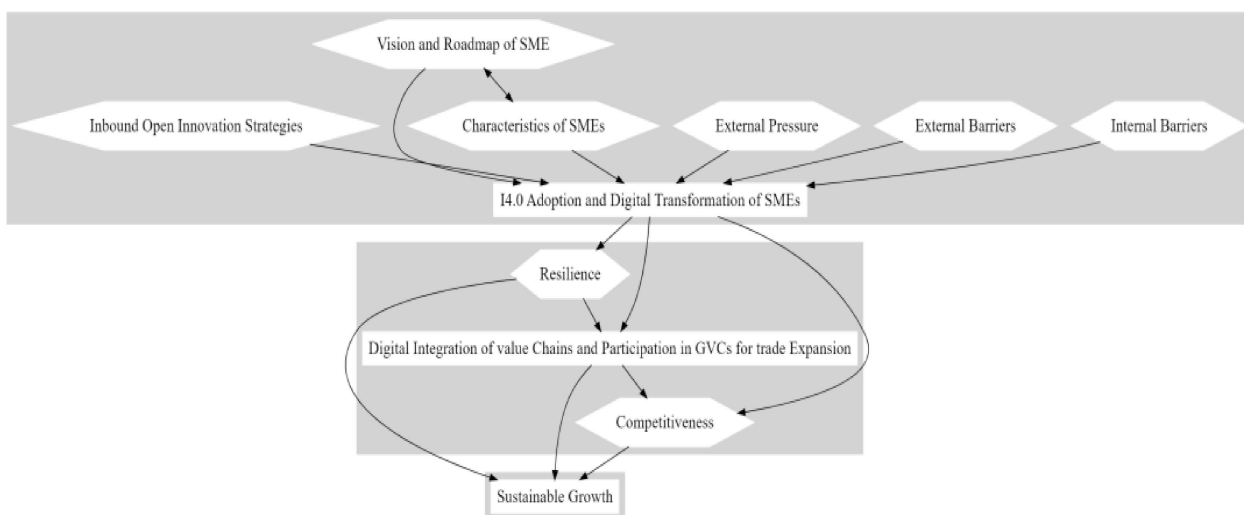 Vision and Roadmap of SME
Inbound Open Innovation Strategies
Characteristics of SMEs
External Pressure
External Barriers
Internal Barriers
I4.0 Adoption and Digital Transformation of SMEs
Resilience
Digital Integration of value Chains and Participation in GVCs for trade Expansion
Competitiveness
Sustainable Growth